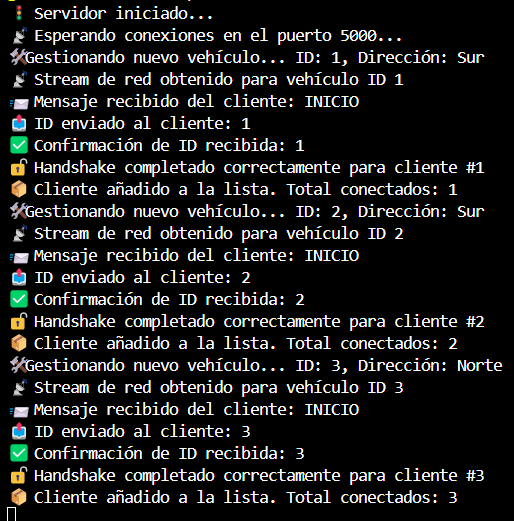 🚦 Servidor iniciado...
📡 Esperando conexiones en el puerto 5000...
🛠️Gestionando nuevo vehículo... ID: 1, Dirección: Sur
📡 Stream de red obtenido para vehículo ID 1
📨 Mensaje recibido del cliente: INICIO
📤 ID enviado al cliente: 1
✅ Confirmación de ID recibida: 1
🔓 Handshake completado correctamente para cliente #1
📦 Cliente añadido a la lista. Total conectados: 1
🛠️Gestionando nuevo vehículo... ID: 2, Dirección: Sur
📡 Stream de red obtenido para vehículo ID 2
📨 Mensaje recibido del cliente: INICIO
📤 ID enviado al cliente: 2
✅ Confirmación de ID recibida: 2
🔓 Handshake completado correctamente para cliente #2
📦 Cliente añadido a la lista. Total conectados: 2
🛠️Gestionando nuevo vehículo... ID: 3, Dirección: Norte
📡 Stream de red obtenido para vehículo ID 3
📨 Mensaje recibido del cliente: INICIO
📤 ID enviado al cliente: 3
✅ Confirmación de ID recibida: 3
🔓 Handshake completado correctamente para cliente #3
📦 Cliente añadido a la lista. Total conectados: 3